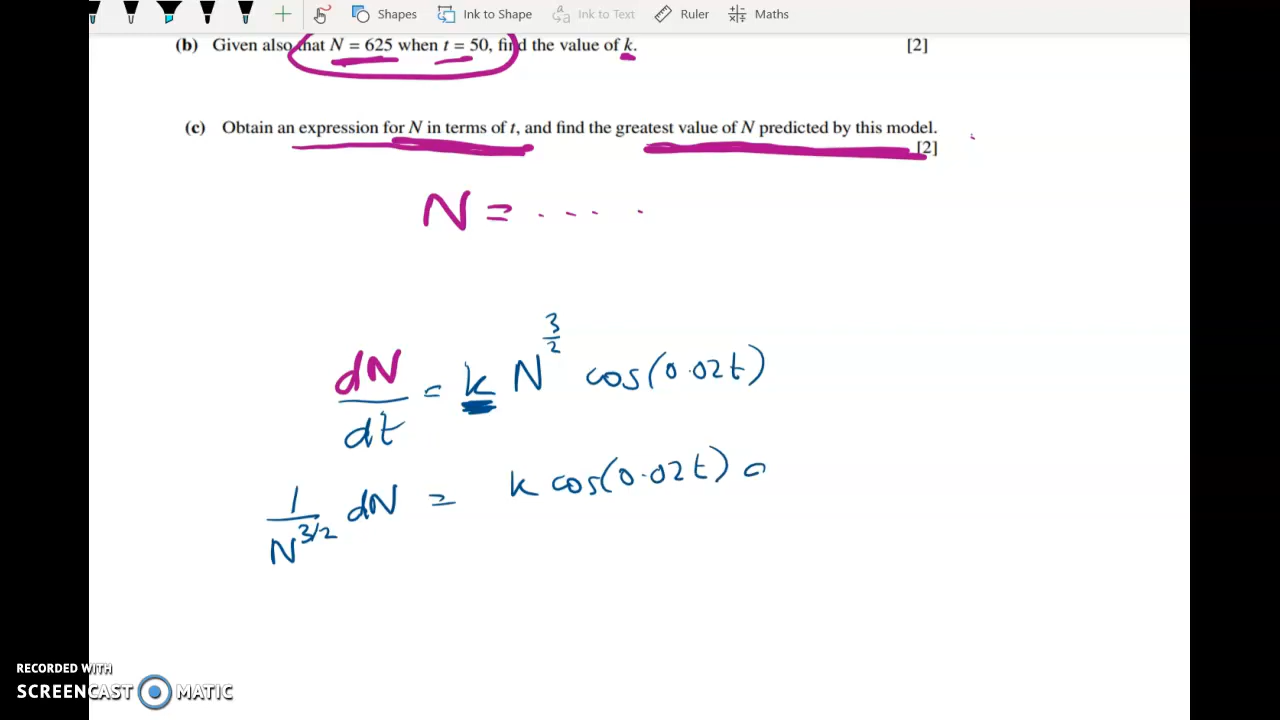 Shapes Ink to Shape Ink to Text Ruler Maths
(b) Given also that N = 625 when t = 50, find the value of k. [2]
(c) Obtain an expression for N in terms of t, and find the greatest value of N predicted by this model.
[2]
N = . . . . .
dN/dt = k N^(3/2) cos(0.02t)
1/N^(3/2) dN = k cos(0.02t)
RECORDED WITH
SCREENCAST MATIC